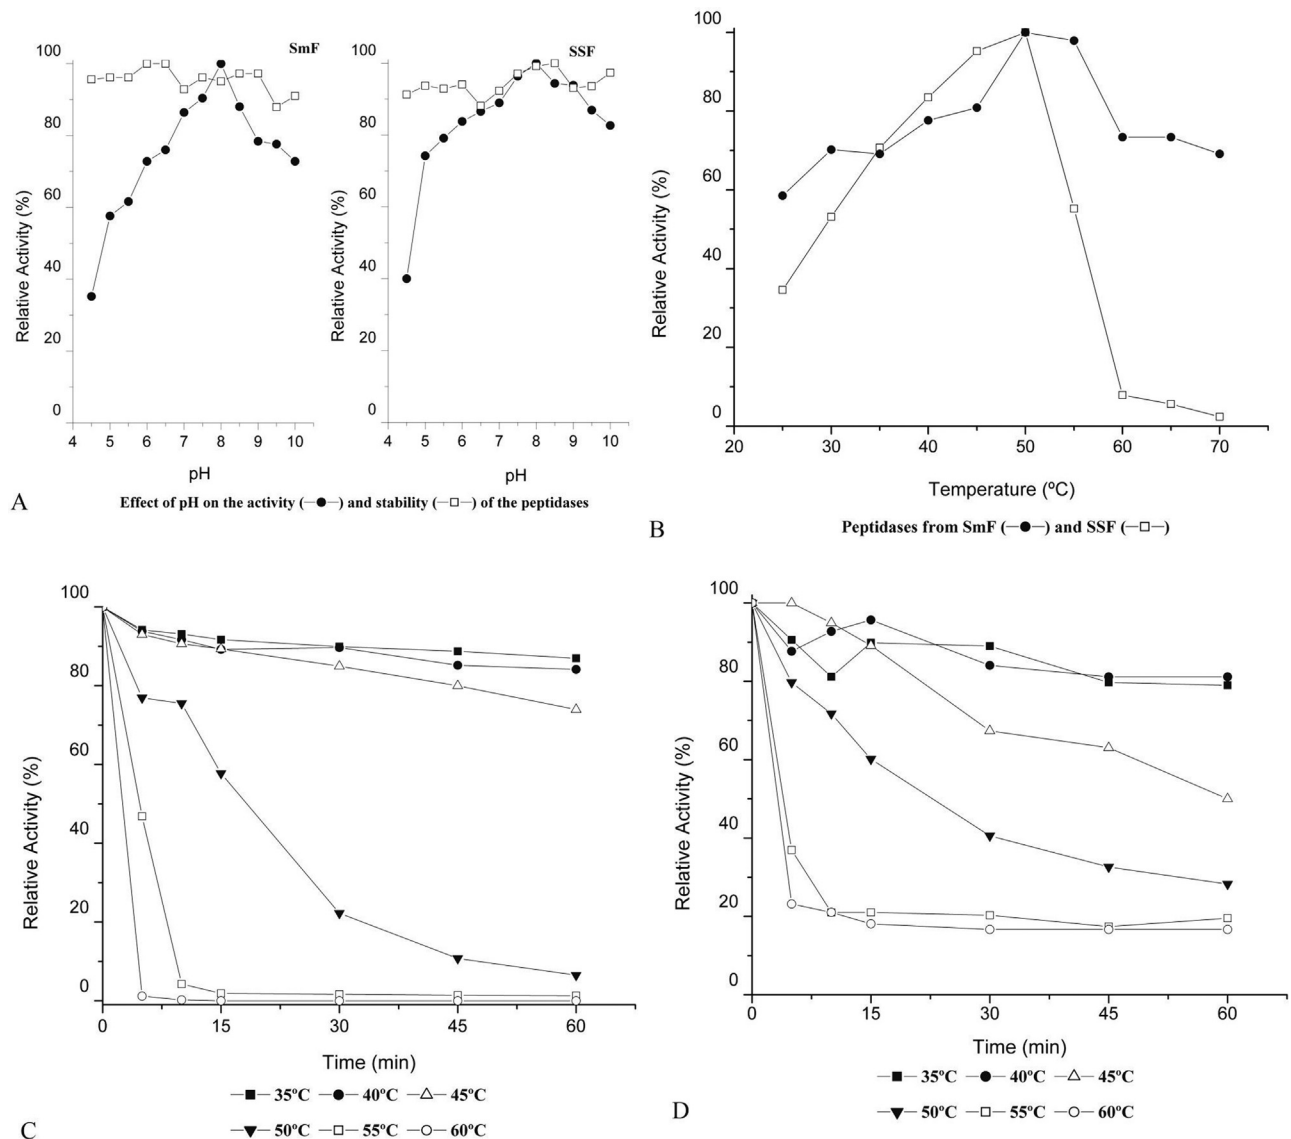 A
SmF
100
80
60
40
20
0
Relative Activity (%)
4 5 6 7 8 9 10
pH
SSF
100
80
60
40
20
0
Relative Activity (%)
4 5 6 7 8 9 10
pH
Effect of pH on the activity (—●—) and stability (—□—) of the peptidases
B
100
80
60
40
20
0
Relative Activity (%)
20 30 40 50 60 70
Temperature (ºC)
Peptidases from SmF (—●—) and SSF (—□—)
C
100
80
60
40
20
0
Relative Activity (%)
0 15 30 45 60
Time (min)
35ºC 40ºC 45ºC
50ºC 55ºC 60ºC
D
100
80
60
40
20
0
Relative Activity (%)
0 15 30 45 60
Time (min)
35ºC 40ºC 45ºC
50ºC 55ºC 60ºC